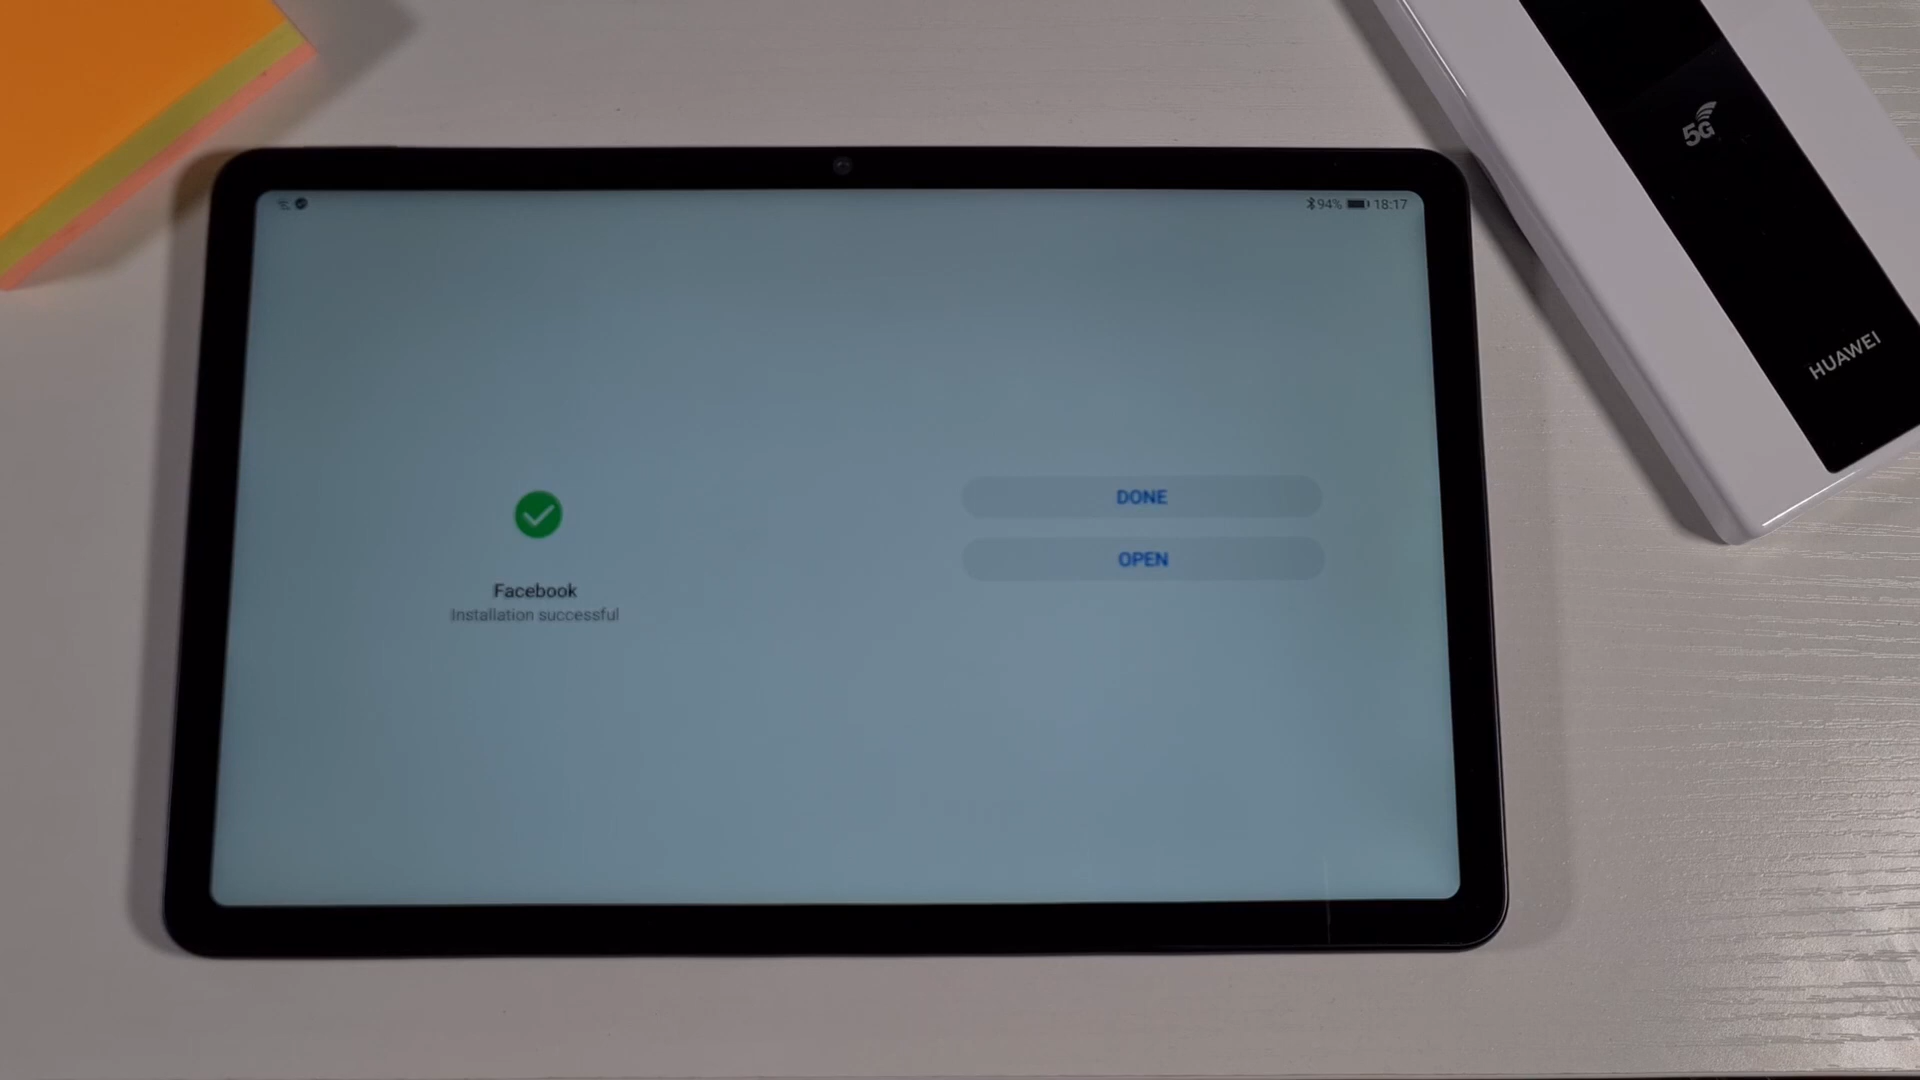 94% 18:17
DONE
OPEN
Facebook
Installation successful
5G
HUAWEI